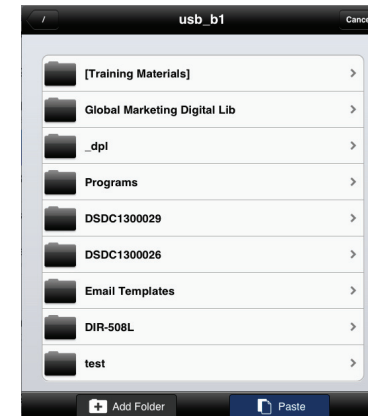 /
usb_b1
Cance
[Training Materials]
Global Marketing Digital Lib
_dpl
Programs
DSDC1300029
DSDC1300026
Email Templates
DIR-508L
test
Add Folder
Paste